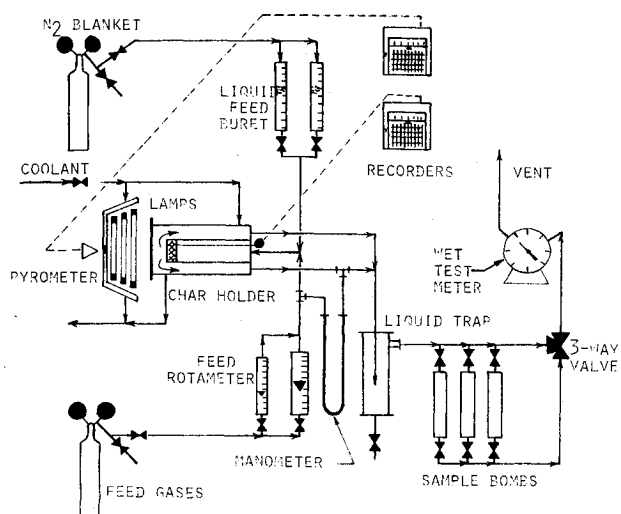 N2 BLANKET
LIQUID
FEED
BURET
RECORDERS
COOLANT
VENT
LAMPS
WET
TEST
METER
PYROMETER
CHAR HOLDER
LIQUID TRAP
3-WAY
VALVE
FEED
ROTAMETER
MANOMETER
SAMPLE BOMBS
FEED GASES